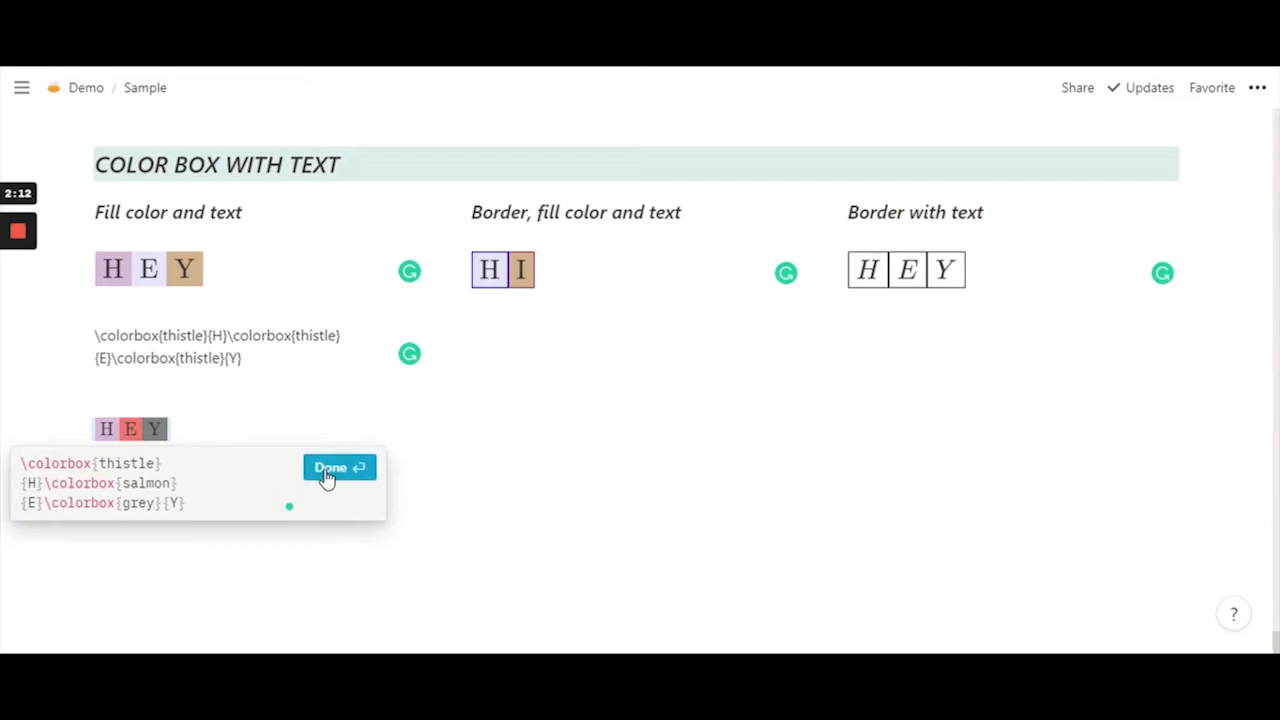 Demo / Sample
Share ✓ Updates Favorite •••
COLOR BOX WITH TEXT
2:12
Fill color and text
Border, fill color and text
Border with text
H E Y
H I
H E Y
\colorbox{thistle}{H}\colorbox{thistle}
{E}\colorbox{thistle}{Y}
H E Y
\colorbox{thistle}
{H}\colorbox{salmon}
{E}\colorbox{grey}{Y}
Done
?